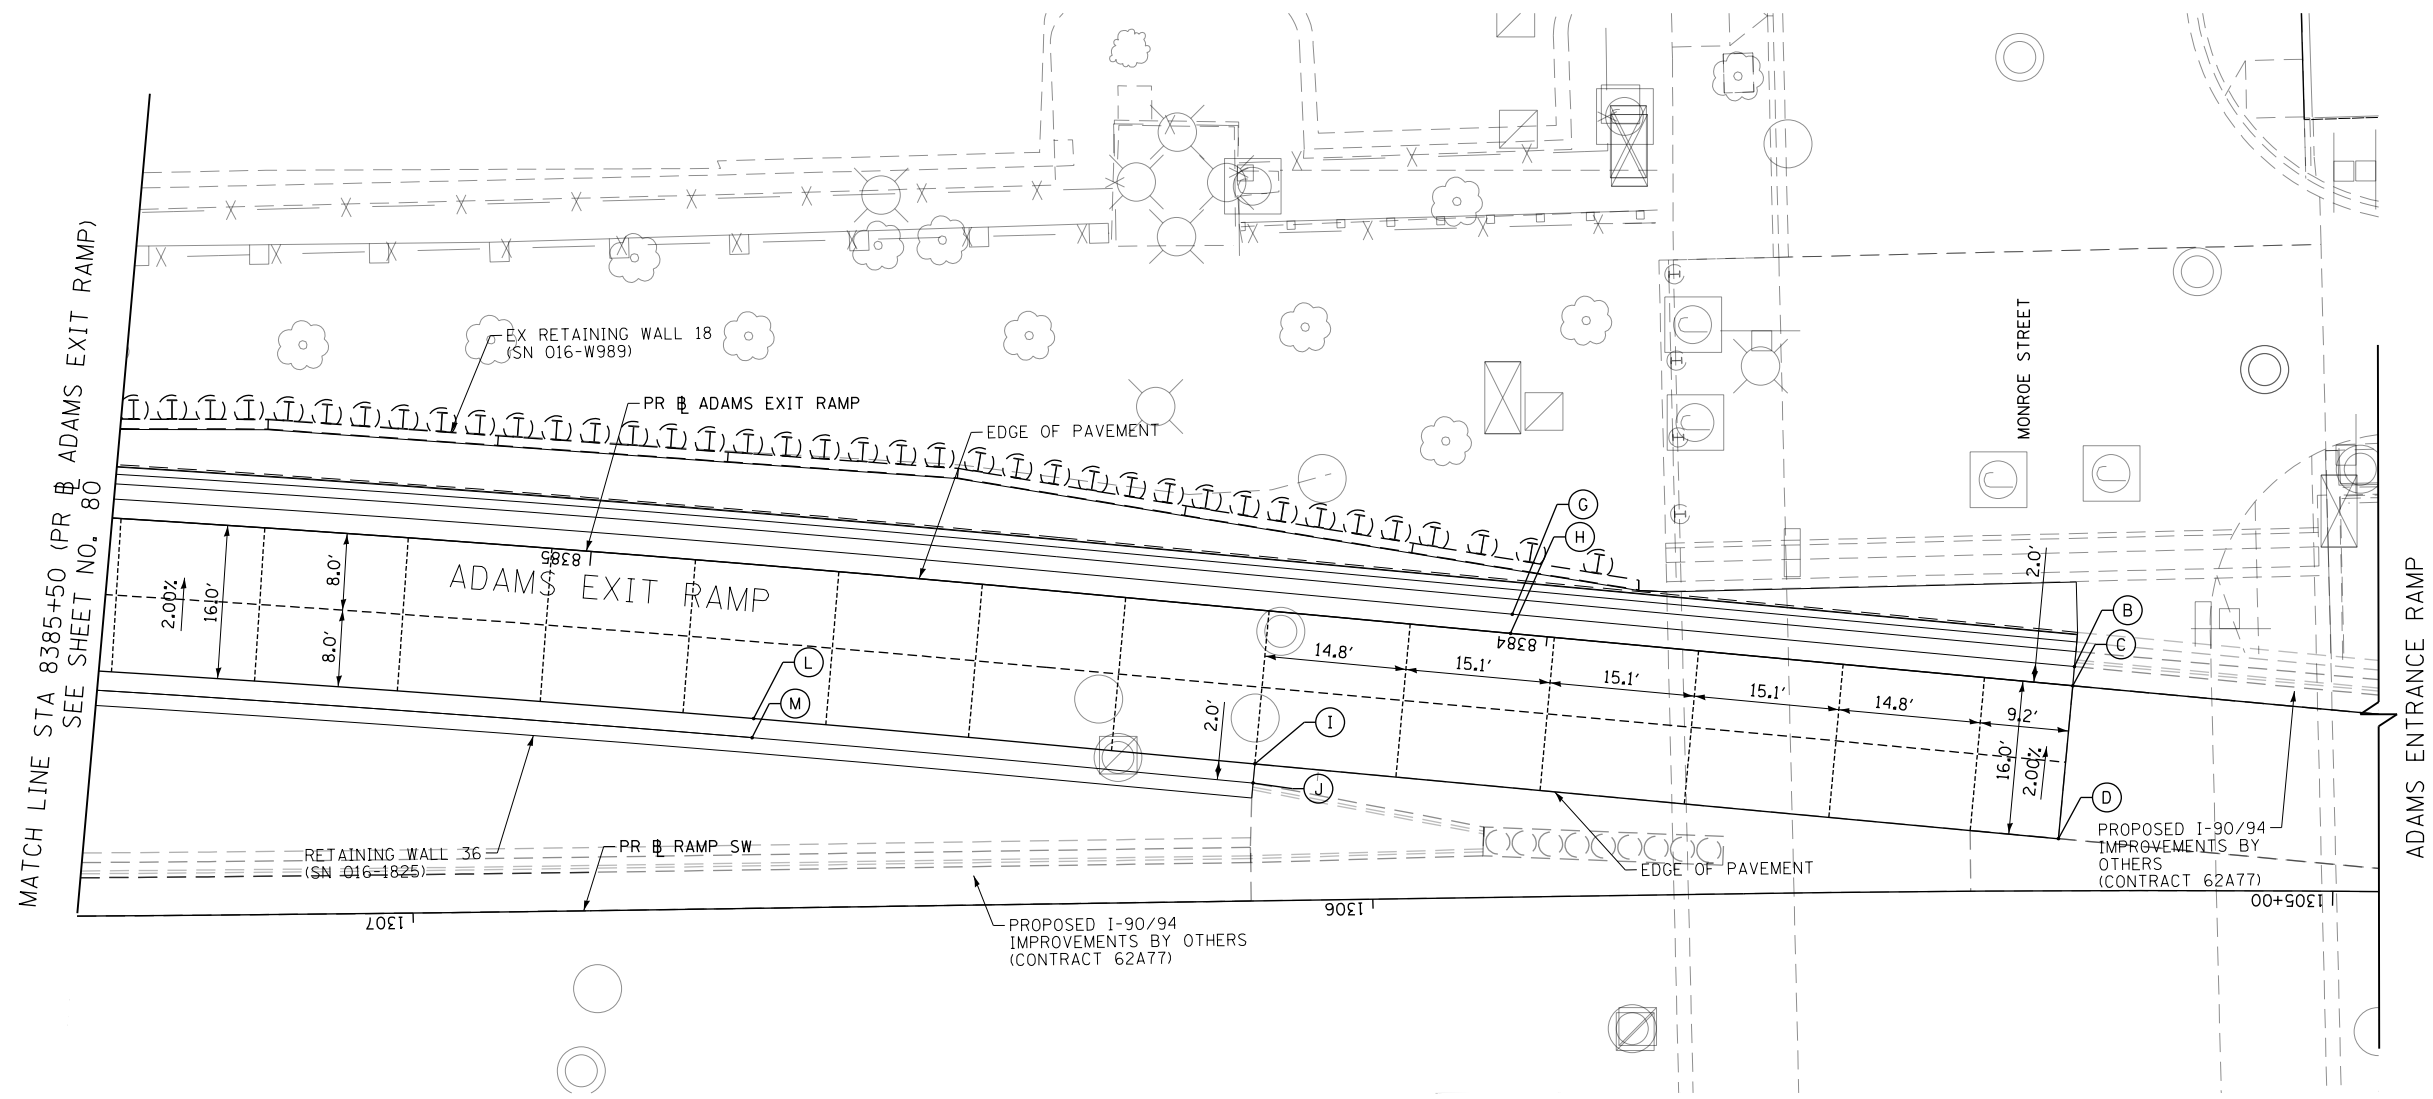 MATCH LINE STA 8385+50 (PR BL ADAMS EXIT RAMP)
SEE SHEET NO. 80
EX RETAINING WALL 18
(SN 016-W989)
PR BL ADAMS EXIT RAMP
EDGE OF PAVEMENT
MONROE STREET
G
H
B
C
2.0'
8385
ADAMS EXIT RAMP
8384
2.00%
16.0'
8.0'
8.0'
14.8'
15.1'
15.1'
15.1'
14.8'
9.2'
L
M
2.0'
I
J
16.0'
2.00%
D
RETAINING WALL 36
(SN 016-1825)
PR BL RAMP SW
EDGE OF PAVEMENT
PROPOSED I-90/94
IMPROVEMENTS BY
OTHERS
(CONTRACT 62A77)
1307
1306
1305+00
PROPOSED I-90/94
IMPROVEMENTS BY OTHERS
(CONTRACT 62A77)
ADAMS ENTRANCE RAMP